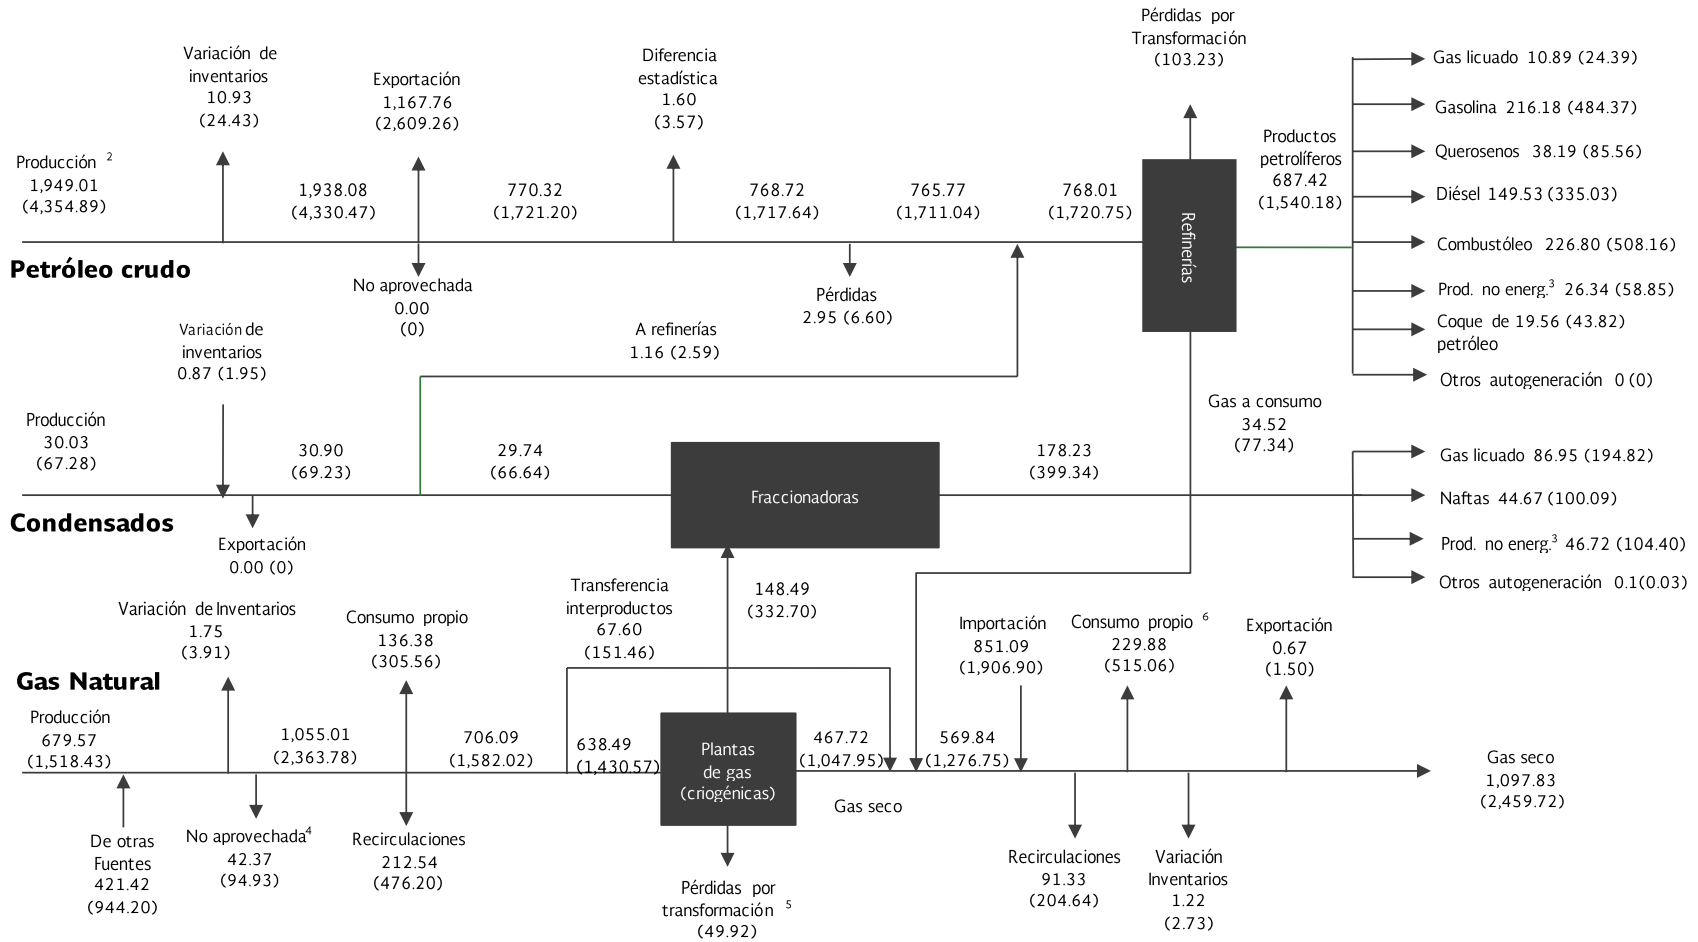 Pérdidas por
Transformación
(103.23)
Variación de
inventarios
10.93
(24.43)
Exportación
1,167.76
(2,609.26)
Diferencia
estadística
1.60
(3.57)
Producción 2
1,949.01
(4,354.89)
1,938.08
(4,330.47)
770.32
(1,721.20)
768.72
(1,717.64)
765.77
(1,711.04)
768.01
(1,720.75)
Refinerías
Productos
petrolíferos
687.42
(1,540.18)
Gas licuado 10.89 (24.39)
Gasolina 216.18 (484.37)
Querosenos 38.19 (85.56)
Diésel 149.53 (335.03)
Combustóleo 226.80 (508.16)
Prod. no energ.3 26.34 (58.85)
Coque de 19.56 (43.82)
petróleo
Otros autogeneración 0 (0)
Petróleo crudo
No aprovechada
0.00
(0)
Pérdidas
2.95 (6.60)
Variación de
inventarios
0.87 (1.95)
A refinerías
1.16 (2.59)
Gas a consumo
34.52
(77.34)
Producción
30.03
(67.28)
30.90
(69.23)
29.74
(66.64)
Fraccionadoras
178.23
(399.34)
Gas licuado 86.95 (194.82)
Naftas 44.67 (100.09)
Prod. no energ.3 46.72 (104.40)
Otros autogeneración 0.1(0.03)
Condensados
Exportación
0.00 (0)
Variación de Inventarios
1.75
(3.91)
Consumo propio
136.38
(305.56)
Transferencia
interproductos
67.60
(151.46)
148.49
(332.70)
Importación
851.09
(1,906.90)
Consumo propio 6
229.88
(515.06)
Exportación
0.67
(1.50)
Gas Natural
Producción
679.57
(1,518.43)
1,055.01
(2,363.78)
706.09
(1,582.02)
638.49
(1,430.57)
Plantas
de gas
(criogénicas)
467.72
(1,047.95)
569.84
(1,276.75)
Gas seco
1,097.83
(2,459.72)
Gas seco
De otras
Fuentes
421.42
(944.20)
No aprovechada4
42.37
(94.93)
Recirculaciones
212.54
(476.20)
Pérdidas por
transformación 5
(49.92)
Recirculaciones
91.33
(204.64)
Variación
Inventarios
1.22
(2.73)